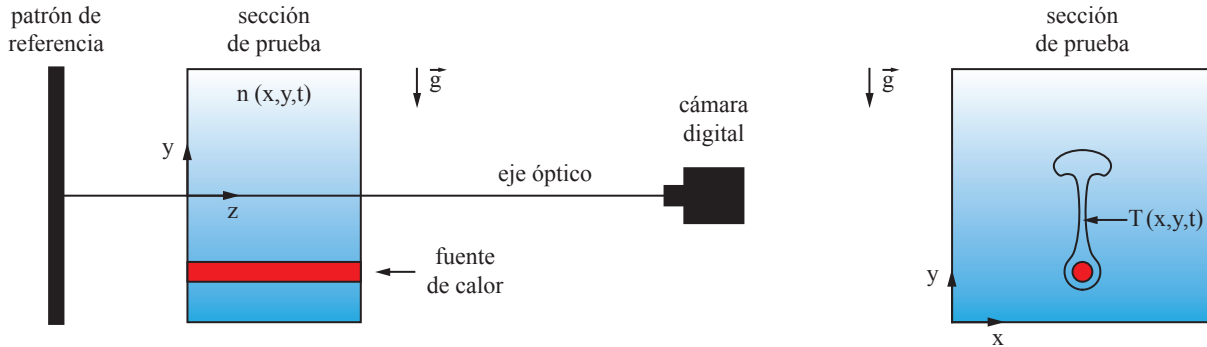 patrón de
referencia
sección
de prueba
n (x,y,t)
g
y
z
eje óptico
cámara
digital
fuente
de calor
sección
de prueba
g
T (x,y,t)
y
x